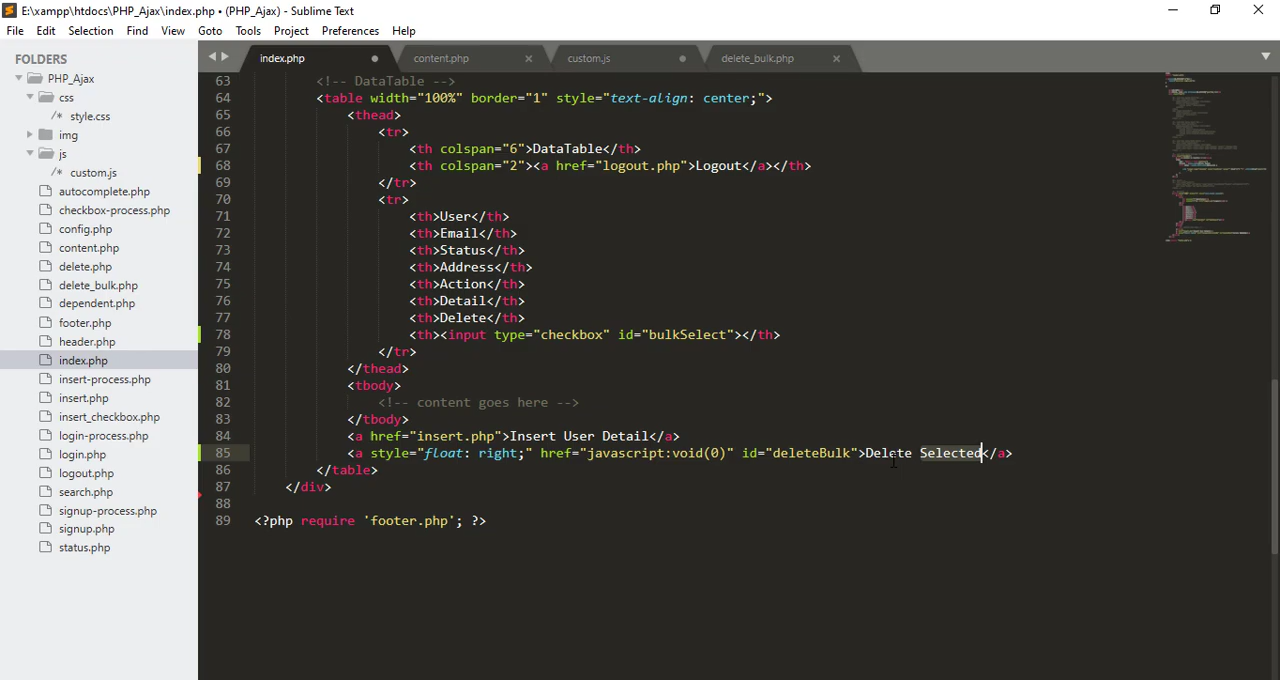 E:\xampp\htdocs\PHP_Ajax\index.php • (PHP_Ajax) - Sublime Text
File Edit Selection Find View Goto Tools Project Preferences Help
FOLDERS
PHP_Ajax
css
/* style.css
img
js
/* custom.js
autocomplete.php
checkbox-process.php
config.php
content.php
delete.php
delete_bulk.php
dependent.php
footer.php
header.php
index.php
insert-process.php
insert.php
insert_checkbox.php
login-process.php
login.php
logout.php
search.php
signup-process.php
signup.php
status.php
index.php content.php custom.js delete_bulk.php
63 <!-- DataTable -->
64 <table width="100%" border="1" style="text-align: center;">
65 <thead>
66 <tr>
67 <th colspan="6">DataTable</th>
68 <th colspan="2"><a href="logout.php">Logout</a></th>
69 </tr>
70 <tr>
71 <th>User</th>
72 <th>Email</th>
73 <th>Status</th>
74 <th>Address</th>
75 <th>Action</th>
76 <th>Detail</th>
77 <th>Delete</th>
78 <th><input type="checkbox" id="bulkSelect"></th>
79 </tr>
80 </thead>
81 <tbody>
82 <!-- content goes here -->
83 </tbody>
84 <a href="insert.php">Insert User Detail</a>
85 <a style="float: right;" href="javascript:void(0)" id="deleteBulk">Delete Selected</a>
86 </table>
87 </div>
88
89 <?php require 'footer.php'; ?>